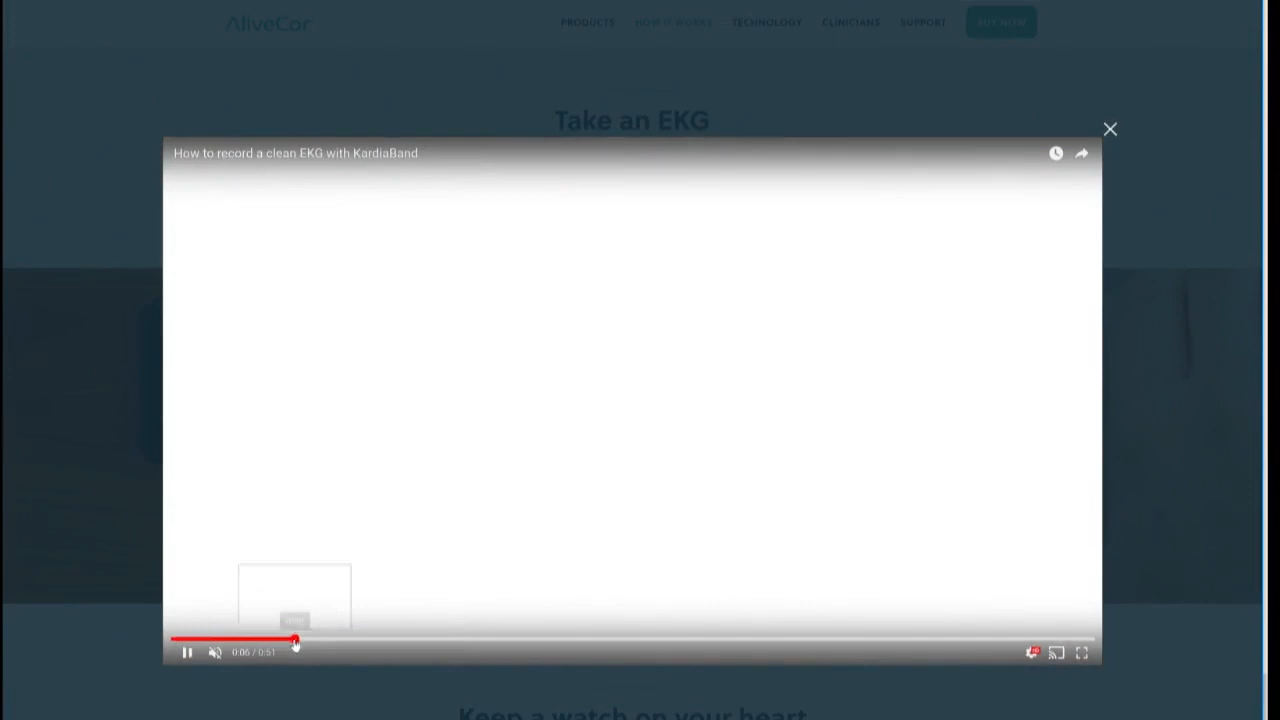 AliveCor
PRODUCTS
HOW IT WORKS
TECHNOLOGY
CLINICIANS
SUPPORT
BUY NOW
Take an EKG
How to record a clean EKG with KardiaBand
0:06 / 0:51
Keep a watch on your heart